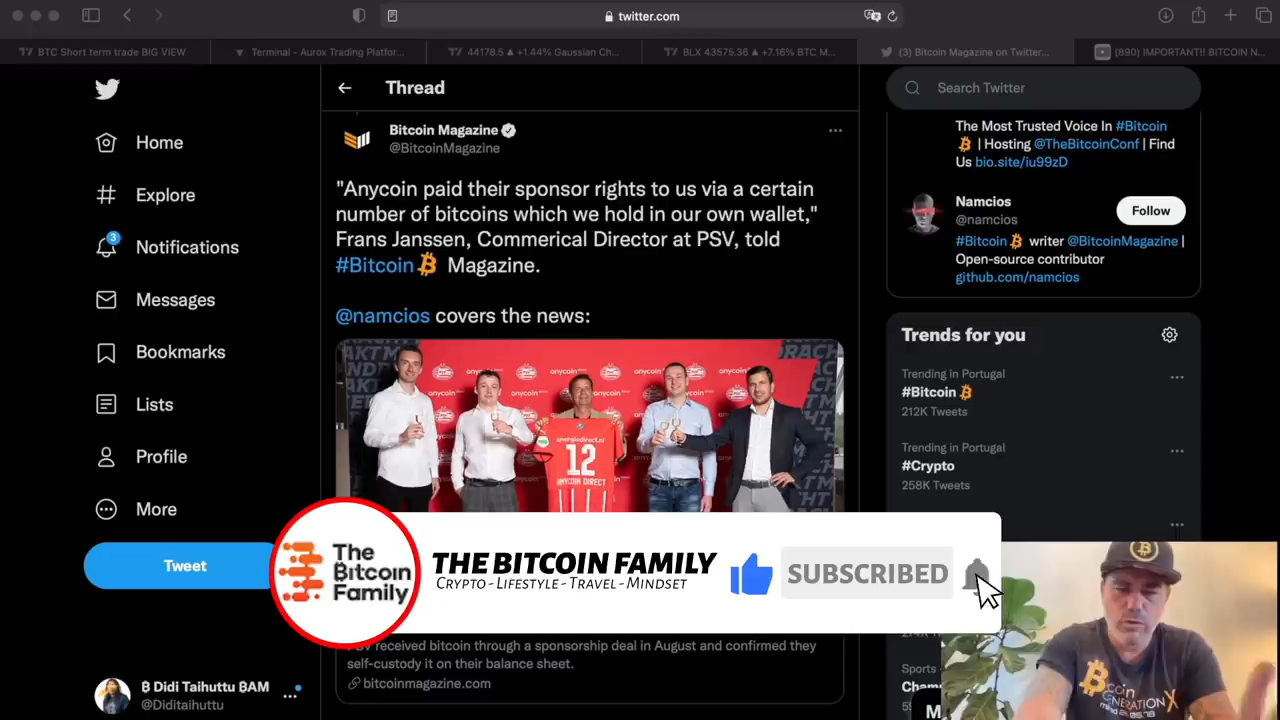 twitter.com
BTC Short term trade BIG VIEW
Terminal - Aurox Trading Platfor...
44178.5 ▲ +1.44% Gaussian Ch...
BLX 43575.36 ▲ +7.16% BTC M...
(3) Bitcoin Magazine on Twitter...
(890) IMPORTANT!! BITCOIN N...
Home
Explore
3
Notifications
Messages
Bookmarks
Lists
Profile
More
Tweet
₿ Didi Taihuttu ₿AM
@Diditaihuttu
Thread
Bitcoin Magazine
@BitcoinMagazine
"Anycoin paid their sponsor rights to us via a certain
number of bitcoins which we hold in our own wallet,"
Frans Janssen, Commerical Director at PSV, told
#Bitcoin Magazine.
@namcios covers the news:
energiedirect.nl
12
ANYCOIN DIRECT
The
Bitcoin
Family
THE BITCOIN FAMILY
CRYPTO - LIFESTYLE - TRAVEL - MINDSET
SUBSCRIBED
received bitcoin through a sponsorship deal in August and confirmed they
self-custody it on their balance sheet.
bitcoinmagazine.com
Search Twitter
The Most Trusted Voice In #Bitcoin
| Hosting @TheBitcoinConf | Find
Us bio.site/iu99zD
Namcios
@namcios
Follow
#Bitcoin writer @BitcoinMagazine |
Open-source contributor
github.com/namcios
Trends for you
Trending in Portugal
#Bitcoin
212K Tweets
Trending in Portugal
#Crypto
258K Tweets
Sports